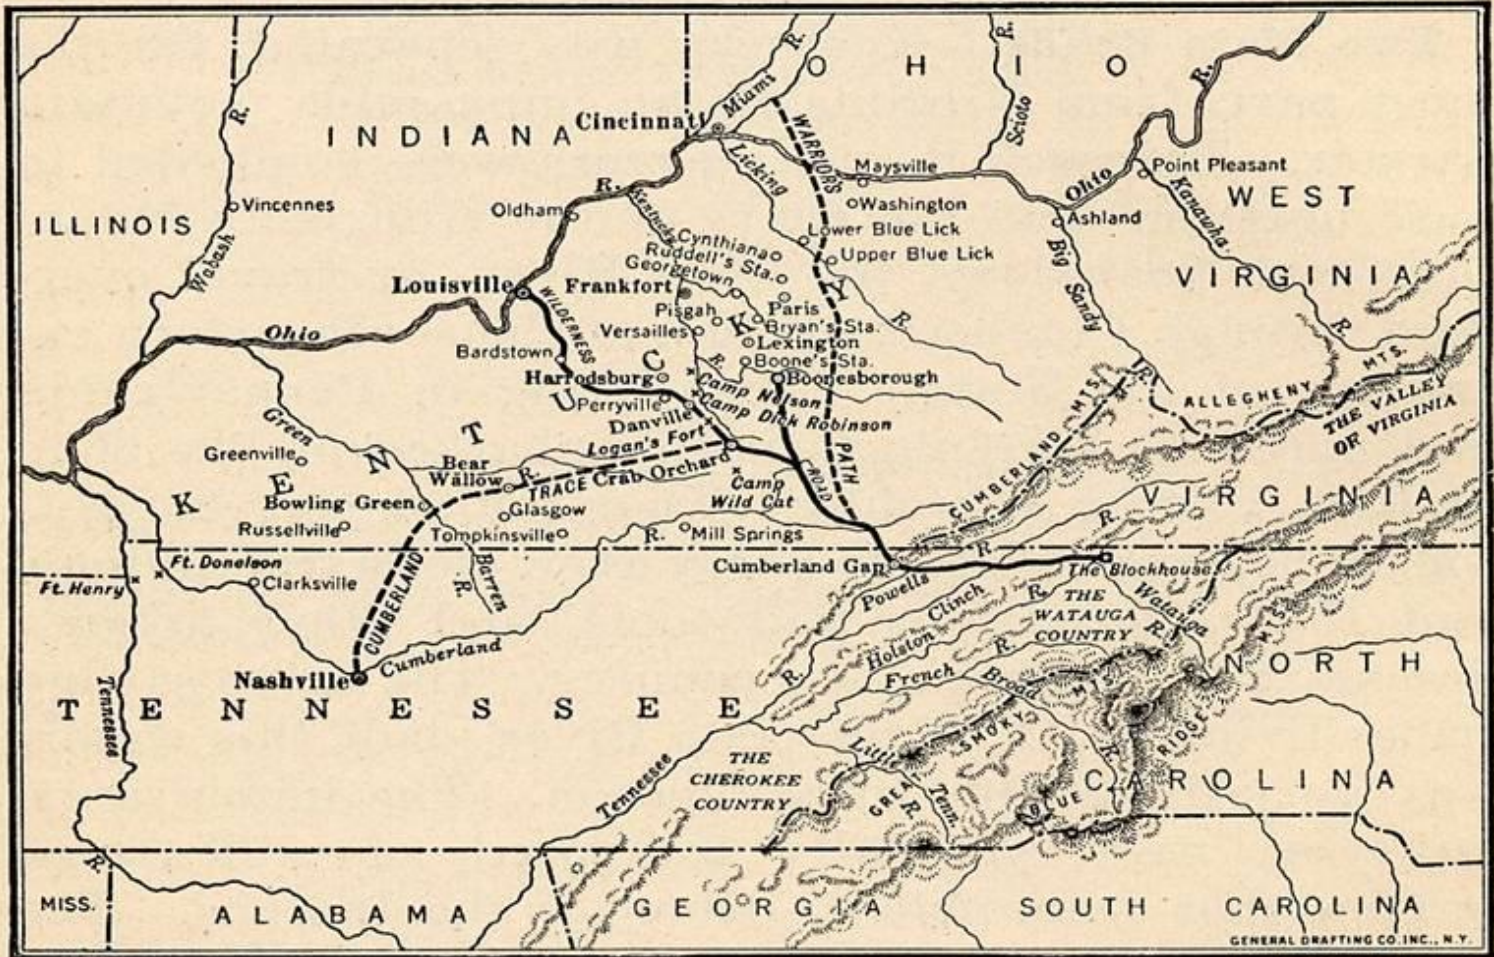 OHIO
INDIANA
ILLINOIS
Cincinnati
Miami
R.
R.
Scioto
R.
R.
WARRIOR'S
PATH
Licking
R.
Maysville
Washington
Lower Blue Lick
Upper Blue Lick
Ohio
Point Pleasant
Ashland
Kanawha
R.
Big Sandy
R.
WEST
VIRGINIA
Vincennes
Wabash
R.
Oldham
R.
Kentucky
Cynthiana
Ruddell's Sta.
Georgetown
Louisville
Frankfort
Pisgah
Paris
Versailles
Bryan's Sta.
Lexington
Boone's Sta.
R.
Ohio
WILDERNESS
ROAD
Bardstown
Harrodsburg
Boonesborough
Camp Nelson
Perryville
Camp Dick Robinson
Danville
Logan's Fort
Crab Orchard
Camp
Wild Cat
KENTUCKY
Green
R.
Greenville
Bear
Wallow
TRACE
Bowling Green
Glasgow
Russellville
Tompkinsville
R.
Mill Springs
Barren
R.
CUMBERLAND
MTS.
ALLEGHENY
MTS.
THE VALLEY
OF VIRGINIA
VIRGINIA
Ft. Donelson
Ft. Henry
Clarksville
CUMBERLAND
Cumberland
Nashville
Cumberland Gap
Powells
R.
Clinch
R.
Holston
R.
French Broad
R.
R.
The Blockhouse
THE
WATAUGA
COUNTRY
Watauga
R.
MTS.
TENNESSEE
Tennessee
R.
Tennessee
R.
THE
CHEROKEE
COUNTRY
Little
Tenn.
R.
GREAT
SMOKY
MTS.
BLUE
RIDGE
NORTH
CAROLINA
MISS.
ALABAMA
GEORGIA
SOUTH CAROLINA
GENERAL DRAFTING CO. INC., N.Y.